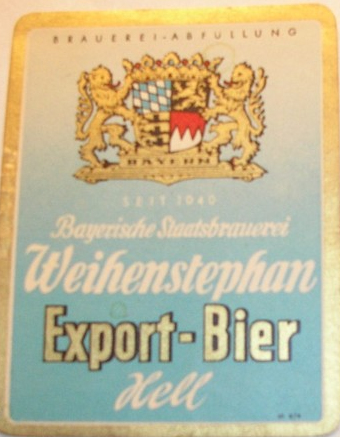 BRAUEREI-ABFÜLLUNG
BAYERN
SEIT 1040
Bayerische Staatsbrauerei
Weihenstephan
Export-Bier
Hell